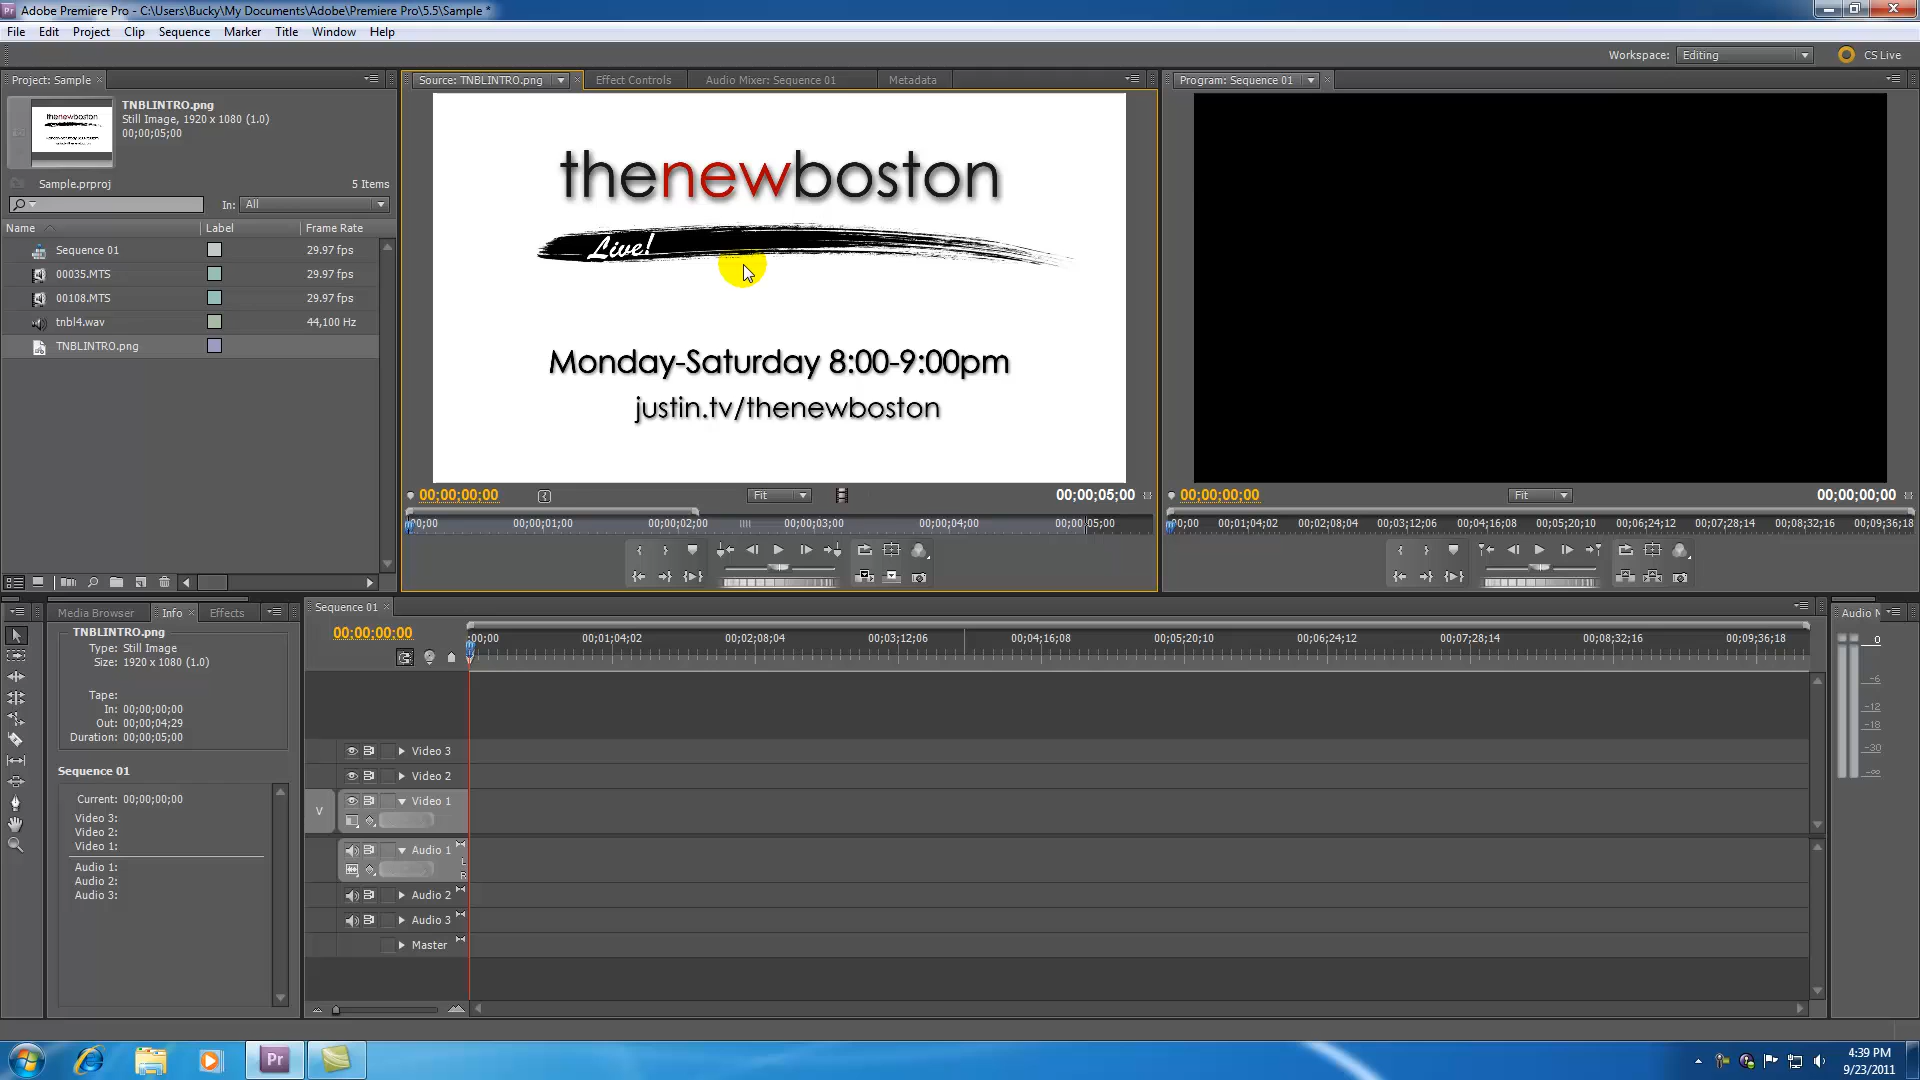 Adobe Premiere Pro - C:\Users\Bucky\My Documents\Adobe\Premiere Pro\5.5\Sample *
File Edit Project Clip Sequence Marker Title Window Help
Workspace: Editing CS Live
Project: Sample
TNBLINTRO.png
Still Image, 1920 x 1080 (1.0)
00;00;05;00
thenewboston
Sample.prproj 5 Items
In: All
Name Label Frame Rate
Sequence 01 29.97 fps
00035.MTS 29.97 fps
00108.MTS 29.97 fps
tnbl4.wav 44,100 Hz
TNBLINTRO.png
Source: TNBLINTRO.png Effect Controls Audio Mixer: Sequence 01 Metadata
thenewboston
Live!
Monday-Saturday 8:00-9:00pm
justin.tv/thenewboston
00;00;00;00 Fit 00;00;05;00
00;00 00;00;01;00 00;00;02;00 00;00;03;00 00;00;04;00 00;00;05;00
Program: Sequence 01
00;00;00;00 Fit 00;00;00;00
00;00 00;01;04;02 00;02;08;04 00;03;12;06 00;04;16;08 00;05;20;10 00;06;24;12 00;07;28;14 00;08;32;16 00;09;36;18
Media Browser Info Effects
TNBLINTRO.png
Type: Still Image
Size: 1920 x 1080 (1.0)
Tape:
In: 00;00;00;00
Out: 00;00;04;29
Duration: 00;00;05;00
Sequence 01
Current: 00;00;00;00
Video 3:
Video 2:
Video 1:
Audio 1:
Audio 2:
Audio 3:
Sequence 01
00;00;00;00
;00;00 00;01;04;02 00;02;08;04 00;03;12;06 00;04;16;08 00;05;20;10 00;06;24;12 00;07;28;14 00;08;32;16 00;09;36;18
Video 3
Video 2
V Video 1
Audio 1
L
R
Audio 2
Audio 3
Master
Audio M
0
-6
-12
-18
-30
-∞
Pr
4:39 PM
9/23/2011